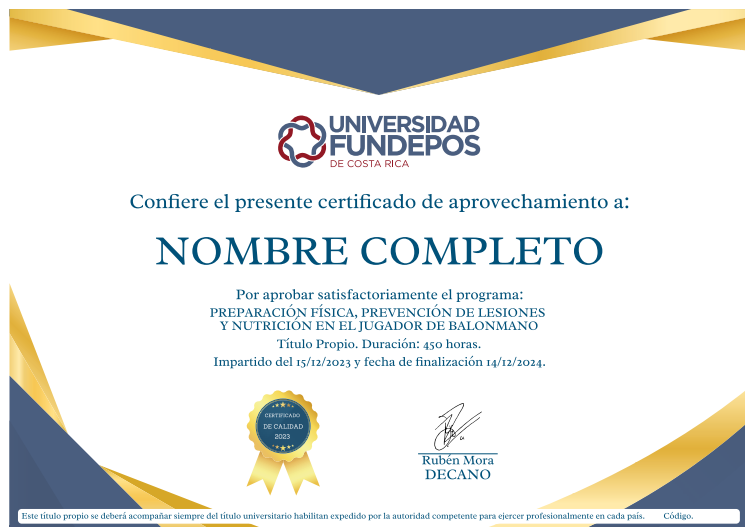 UNIVERSIDAD
FUNDEPOS
DE COSTA RICA
Confiere el presente certificado de aprovechamiento a:
NOMBRE COMPLETO
Por aprobar satisfactoriamente el programa:
PREPARACIÓN FÍSICA, PREVENCIÓN DE LESIONES
Y NUTRICIÓN EN EL JUGADOR DE BALONMANO
Título Propio. Duración: 450 horas.
Impartido del 15/12/2023 y fecha de finalización 14/12/2024.
CERTIFICADO
DE CALIDAD
2023
Rubén Mora
DECANO
Este título propio se deberá acompañar siempre del título universitario habilitan expedido por la autoridad competente para ejercer profesionalmente en cada país. Código.